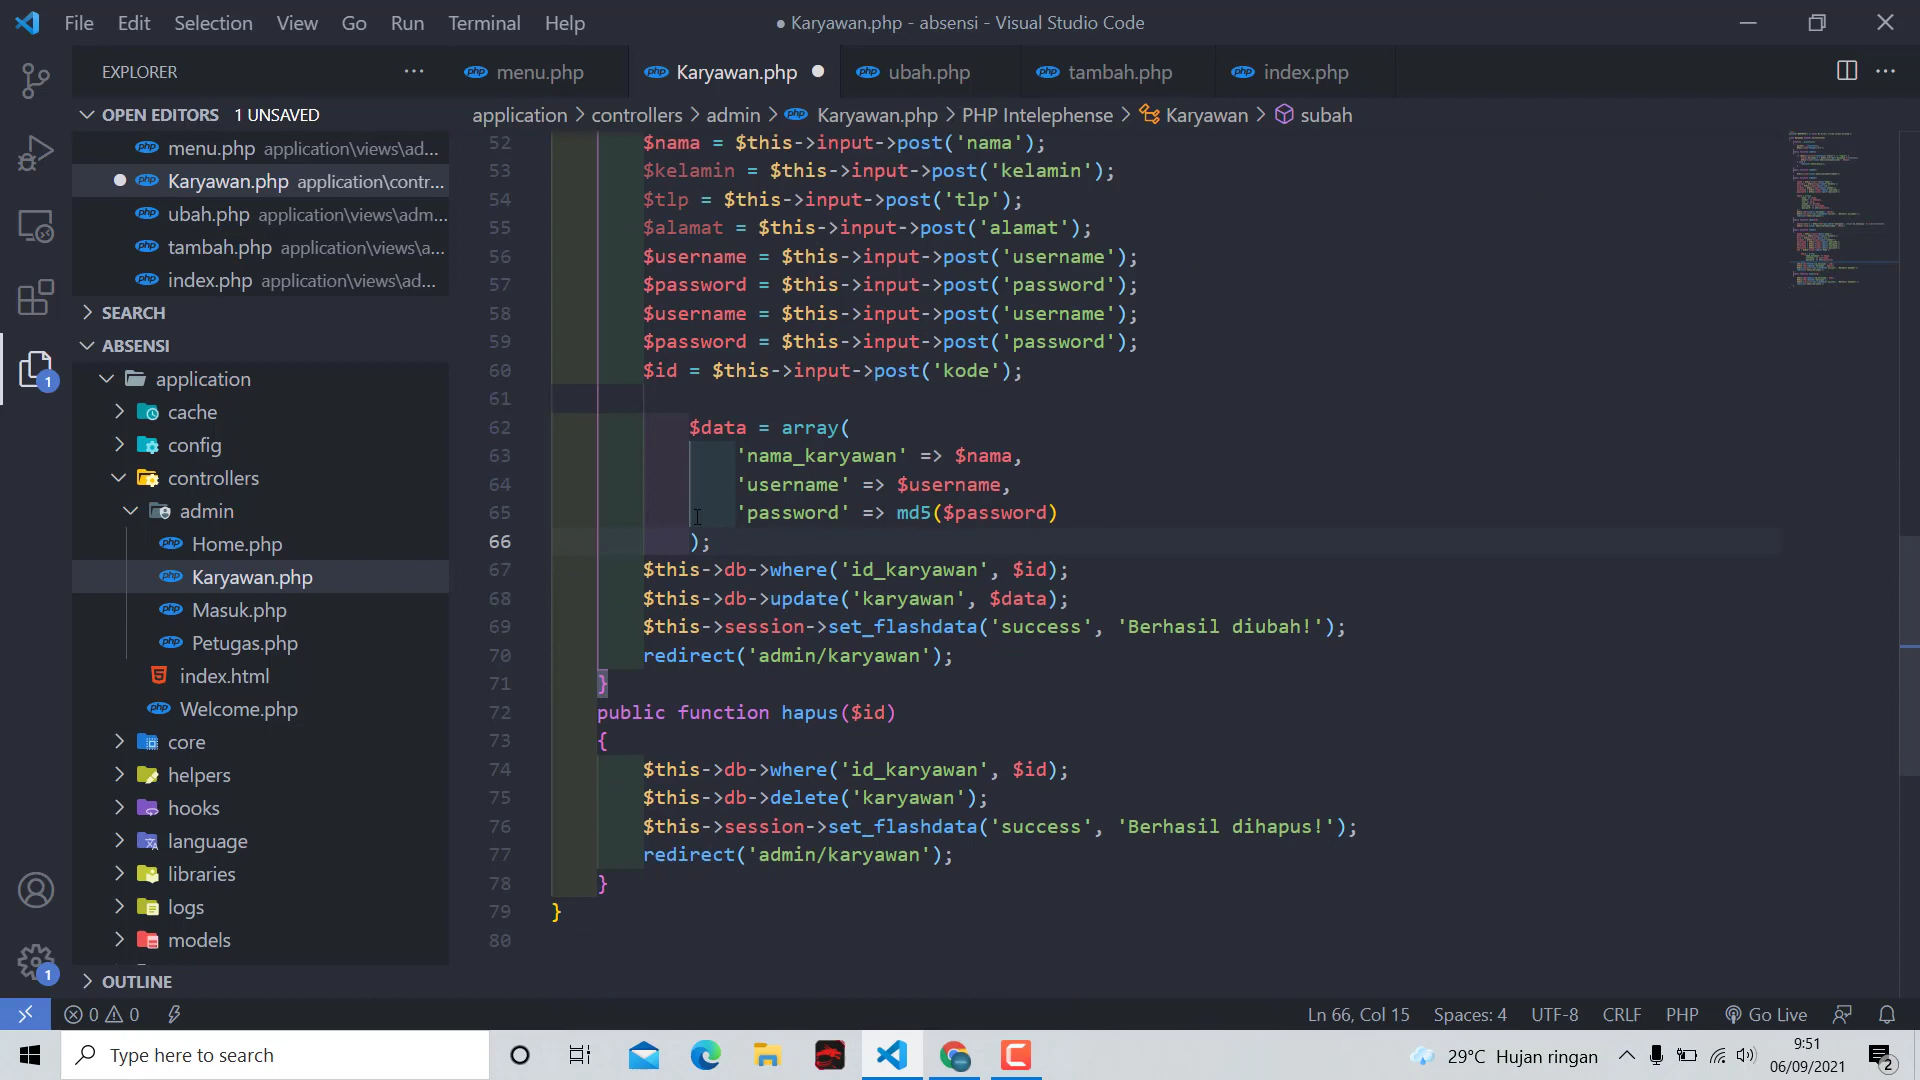 File Edit Selection View Go Run Terminal Help
● Karyawan.php - absensi - Visual Studio Code
EXPLORER
menu.php
Karyawan.php
ubah.php
tambah.php
index.php
OPEN EDITORS 1 UNSAVED
application > controllers > admin > Karyawan.php > PHP Intelephense > Karyawan > subah
menu.php application\views\ad...
Karyawan.php application\contr...
ubah.php application\views\adm...
tambah.php application\views\a...
index.php application\views\ad...
SEARCH
ABSENSI
application
cache
config
controllers
admin
Home.php
Karyawan.php
Masuk.php
Petugas.php
index.html
Welcome.php
core
helpers
hooks
language
libraries
logs
models
OUTLINE
52 $nama = $this->input->post('nama');
53 $kelamin = $this->input->post('kelamin');
54 $tlp = $this->input->post('tlp');
55 $alamat = $this->input->post('alamat');
56 $username = $this->input->post('username');
57 $password = $this->input->post('password');
58 $username = $this->input->post('username');
59 $password = $this->input->post('password');
60 $id = $this->input->post('kode');
61
62 $data = array(
63 'nama_karyawan' => $nama,
64 'username' => $username,
65 'password' => md5($password)
66 );
67 $this->db->where('id_karyawan', $id);
68 $this->db->update('karyawan', $data);
69 $this->session->set_flashdata('success', 'Berhasil diubah!');
70 redirect('admin/karyawan');
71 }
72 public function hapus($id)
73 {
74 $this->db->where('id_karyawan', $id);
75 $this->db->delete('karyawan');
76 $this->session->set_flashdata('success', 'Berhasil dihapus!');
77 redirect('admin/karyawan');
78 }
79 }
80
1
1
0 0
Ln 66, Col 15 Spaces: 4 UTF-8 CRLF PHP Go Live
Type here to search
29°C Hujan ringan
9:51
06/09/2021
2